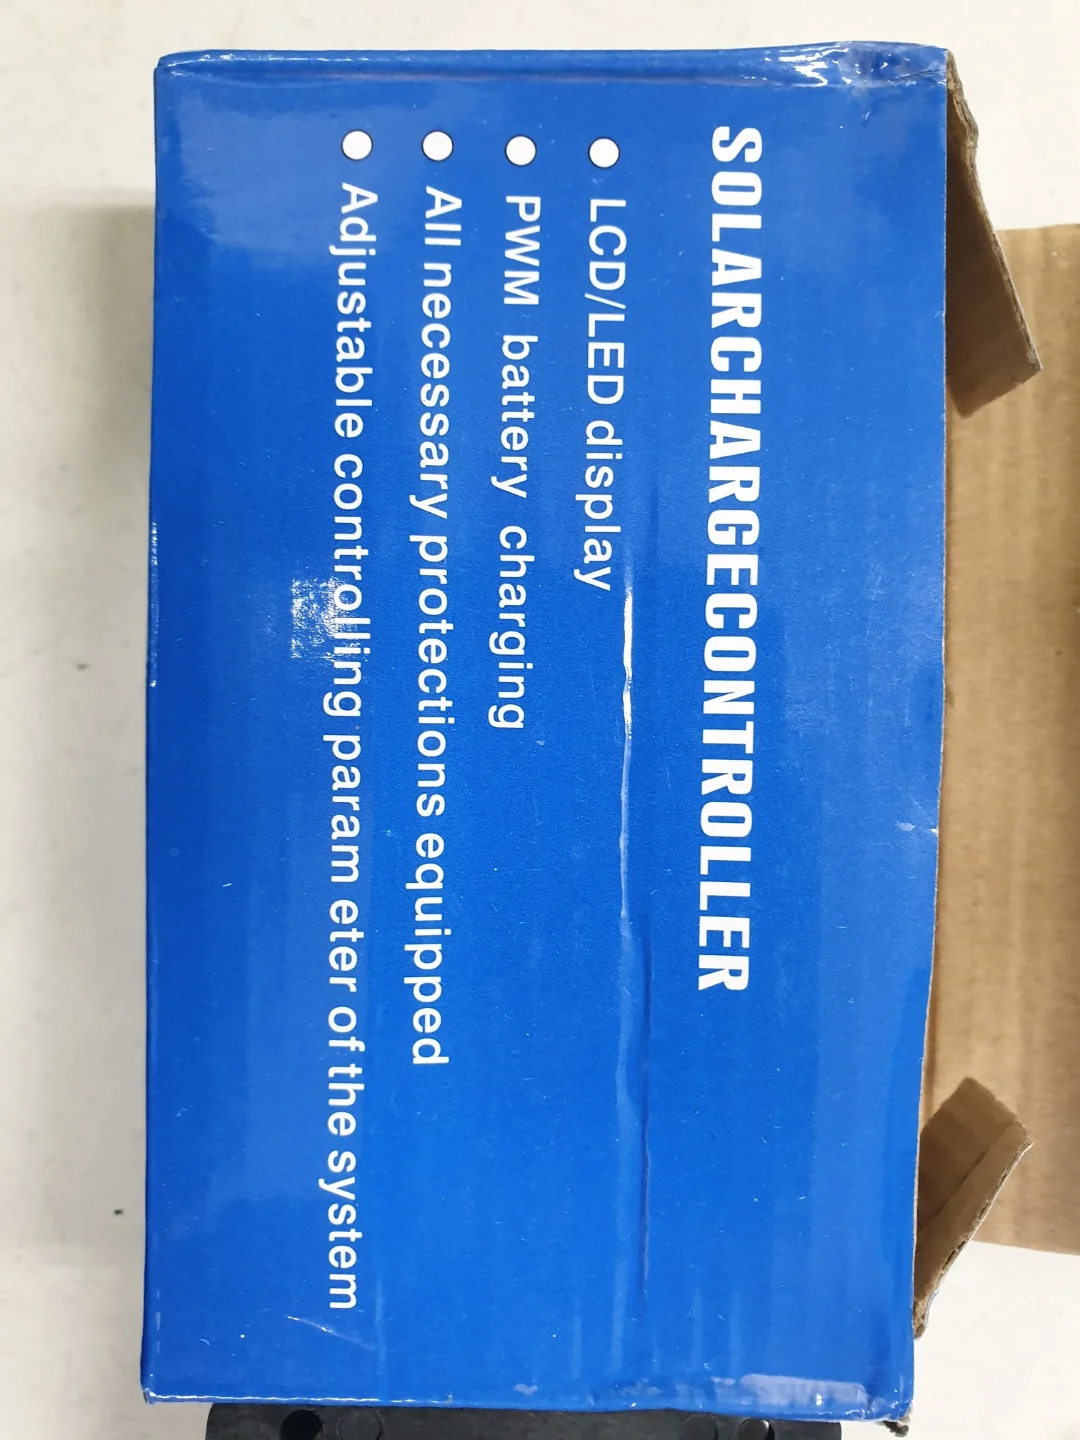 SOLARCHARGECONTROLLER
● LCD/LED display
● PWM battery charging
● All necessary protections equipped
● Adjustable controlling param eter of the system